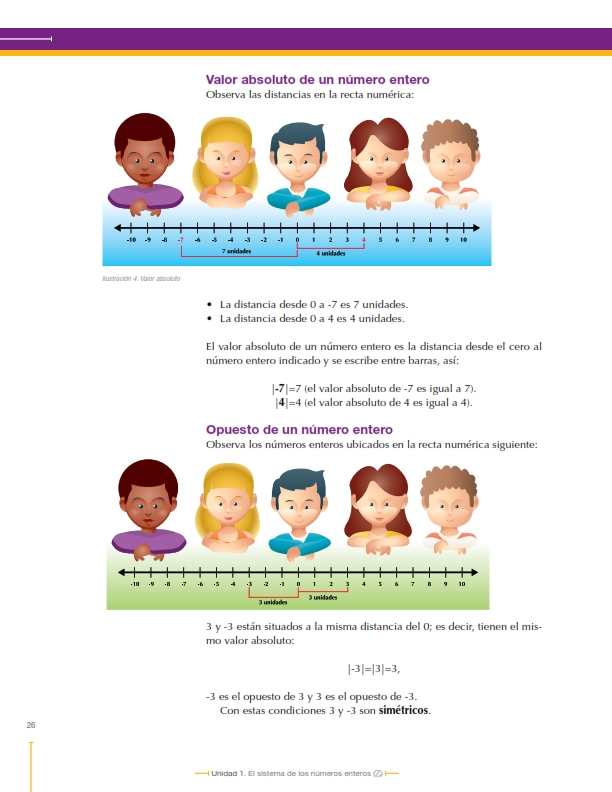 Valor absoluto de un número entero
Observa las distancias en la recta numérica:
-10 -9 -8 -7 -6 -5 -4 -3 -2 -1 0 1 2 3 4 5 6 7 8 9 10
7 unidades 4 unidades
Ilustración 4. Valor absoluto
• La distancia desde 0 a -7 es 7 unidades.
• La distancia desde 0 a 4 es 4 unidades.
El valor absoluto de un número entero es la distancia desde el cero al
número entero indicado y se escribe entre barras, así:
|-7|=7 (el valor absoluto de -7 es igual a 7).
|4|=4 (el valor absoluto de 4 es igual a 4).
Opuesto de un número entero
Observa los números enteros ubicados en la recta numérica siguiente:
-10 -9 -8 -7 -6 -5 -4 -3 -2 -1 0 1 2 3 4 5 6 7 8 9 10
3 unidades 3 unidades
3 y -3 están situados a la misma distancia del 0; es decir, tienen el mis-
mo valor absoluto:
|-3|=|3|=3,
-3 es el opuesto de 3 y 3 es el opuesto de -3.
Con estas condiciones 3 y -3 son simétricos.
26
Unidad 1. El sistema de los números enteros